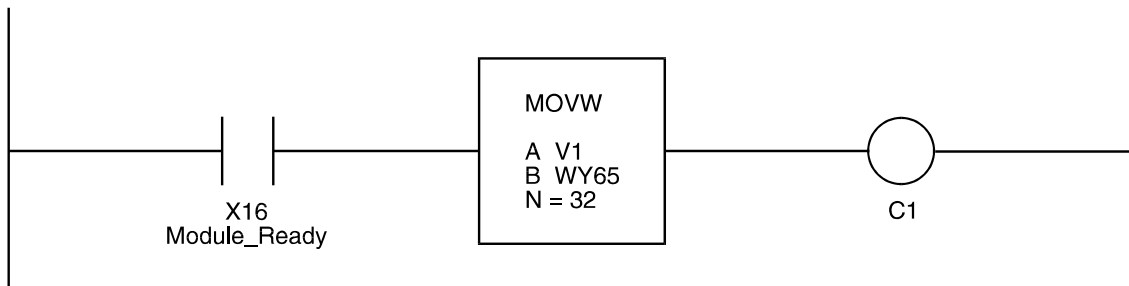 MOVW
A V1
B WY65
N = 32
X16
Module_Ready
C1